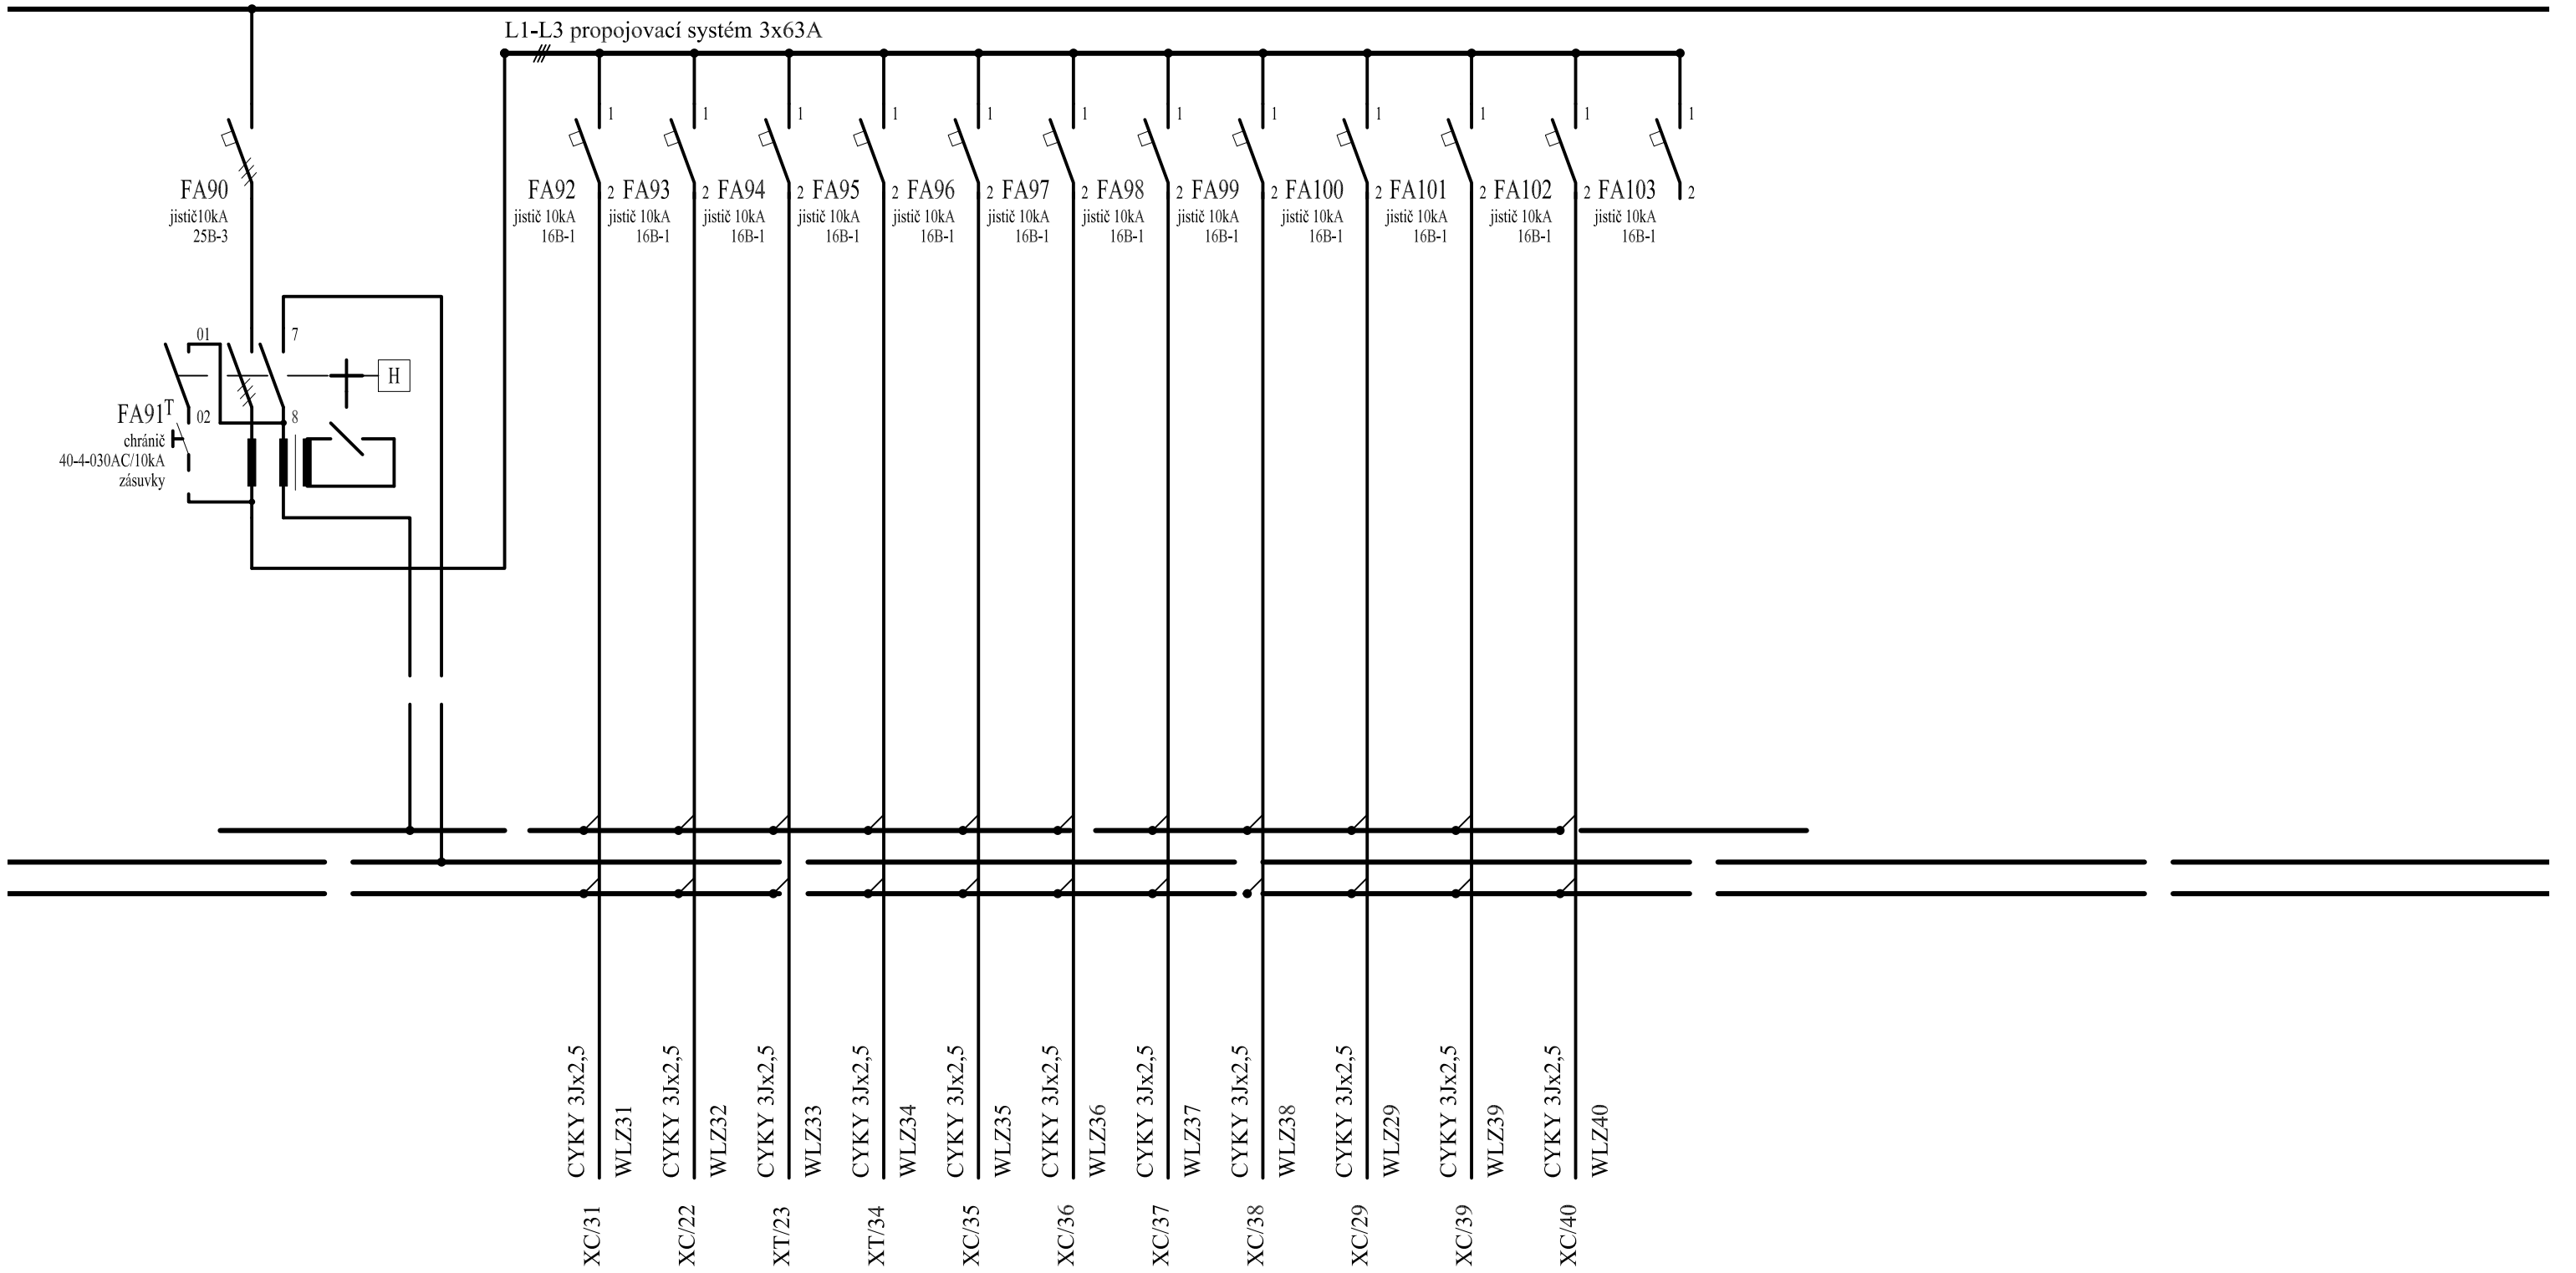 L1-L3 propojovací systém 3x63A
1 1 1 1 1 1 1 1 1 1 1 1
FA90
jistič10kA
25B-3
FA92 2
jistič 10kA
16B-1
FA93 2
jistič 10kA
16B-1
FA94 2
jistič 10kA
16B-1
FA95 2
jistič 10kA
16B-1
FA96 2
jistič 10kA
16B-1
FA97 2
jistič 10kA
16B-1
FA98 2
jistič 10kA
16B-1
FA99 2
jistič 10kA
16B-1
FA100 2
jistič 10kA
16B-1
FA101 2
jistič 10kA
16B-1
FA102 2
jistič 10kA
16B-1
FA103 2
jistič 10kA
16B-1
01 7
H
FA91 T 02 8
chránič
40-4-030AC/10kA
zásuvky
CYKY 3Jx2,5
WLZ31
XC/31
CYKY 3Jx2,5
WLZ32
XC/22
CYKY 3Jx2,5
WLZ33
XT/23
CYKY 3Jx2,5
WLZ34
XT/34
CYKY 3Jx2,5
WLZ35
XC/35
CYKY 3Jx2,5
WLZ36
XC/36
CYKY 3Jx2,5
WLZ37
XC/37
CYKY 3Jx2,5
WLZ38
XC/38
CYKY 3Jx2,5
WLZ29
XC/29
CYKY 3Jx2,5
WLZ39
XC/39
CYKY 3Jx2,5
WLZ40
XC/40